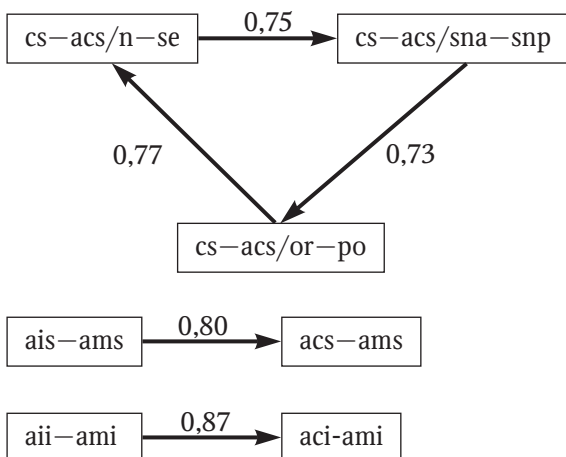 0,75
cs–acs/n–se
cs–acs/sna–snp
0,77
0,73
cs–acs/or–po
0,80
ais–ams
acs–ams
0,87
aii–ami
aci-ami